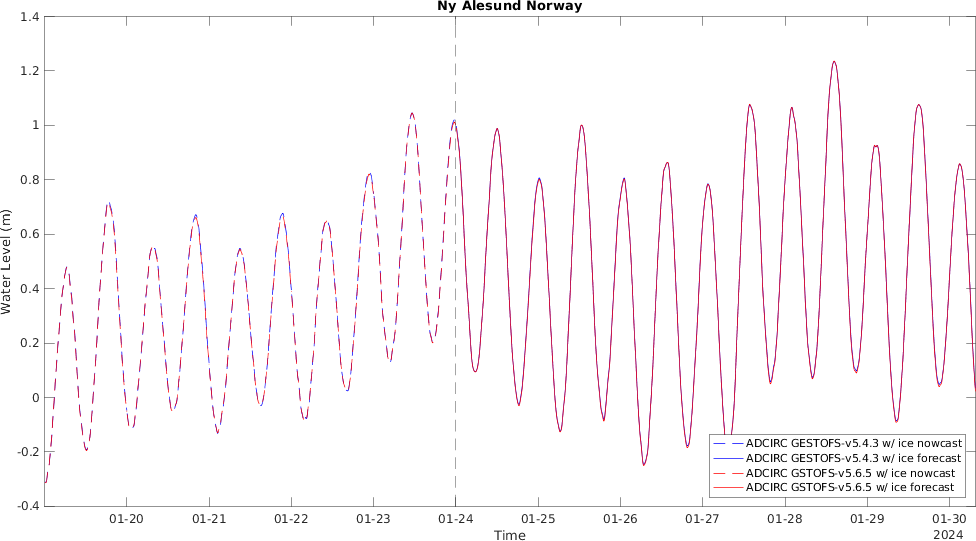 Ny Alesund Norway
1.4
1.2
1
0.8
0.6
0.4
0.2
0
-0.2
-0.4
Water Level (m)
ADCIRC GESTOFS-v5.4.3 w/ ice nowcast
ADCIRC GESTOFS-v5.4.3 w/ ice forecast
ADCIRC GSTOFS-v5.6.5 w/ ice nowcast
ADCIRC GSTOFS-v5.6.5 w/ ice forecast
01-20 01-21 01-22 01-23 01-24 01-25 01-26 01-27 01-28 01-29 01-30
Time
2024